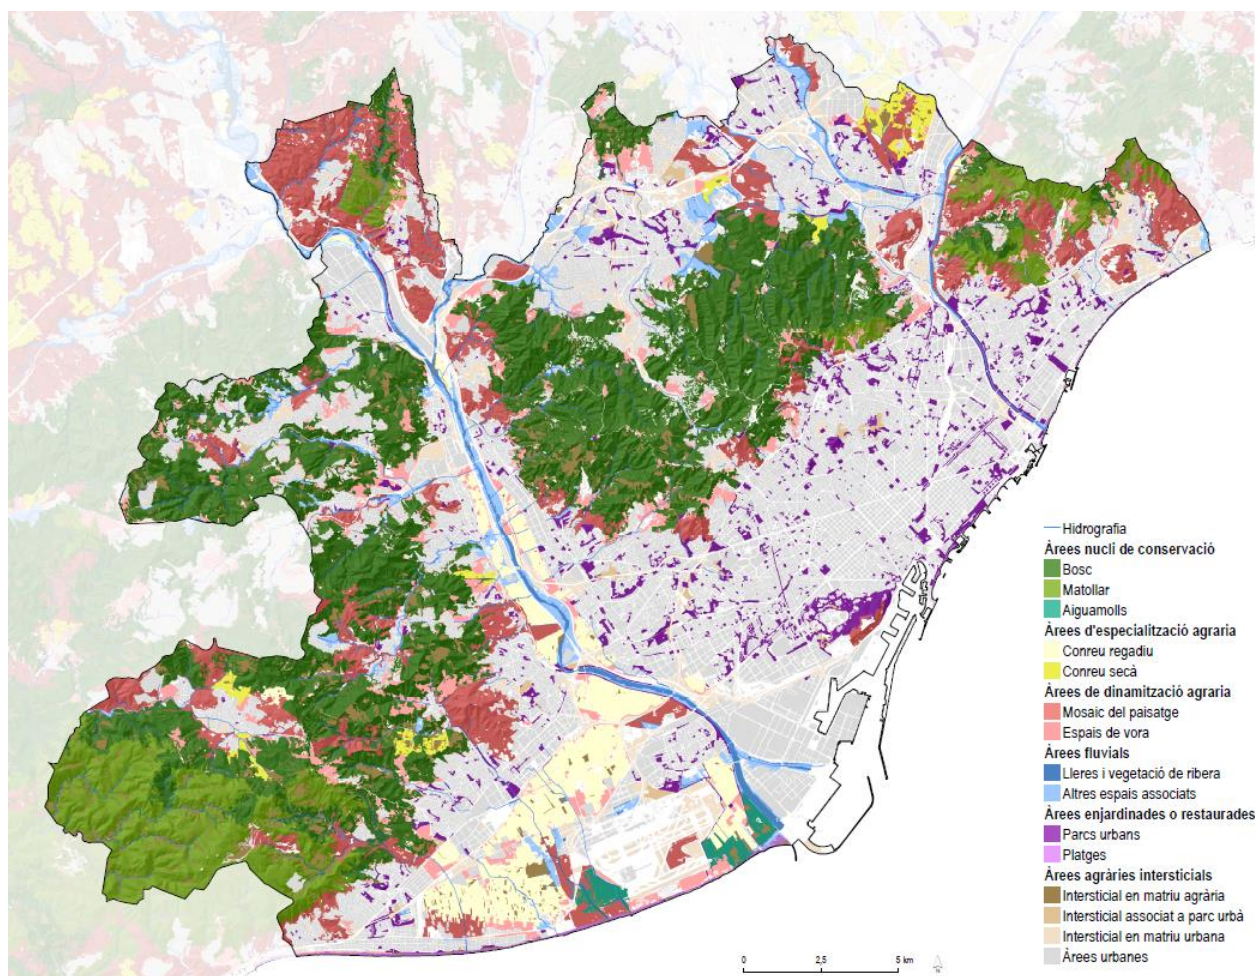 Hidrografia
Àrees nucli de conservació
Bosc
Matollar
Aiguamolls
Àrees d'especialització agraria
Conreu regadiu
Conreu secà
Àrees de dinamització agraria
Mosaic del paisatge
Espais de vora
Àrees fluvials
Lleres i vegetació de ribera
Altres espais associats
Àrees enjardinades o restaurades
Parcs urbans
Platges
Àrees agràries intersticials
Intersticial en matriu agrària
Intersticial associat a parc urbà
Intersticial en matriu urbana
Àrees urbanes
0 2,5 5 km